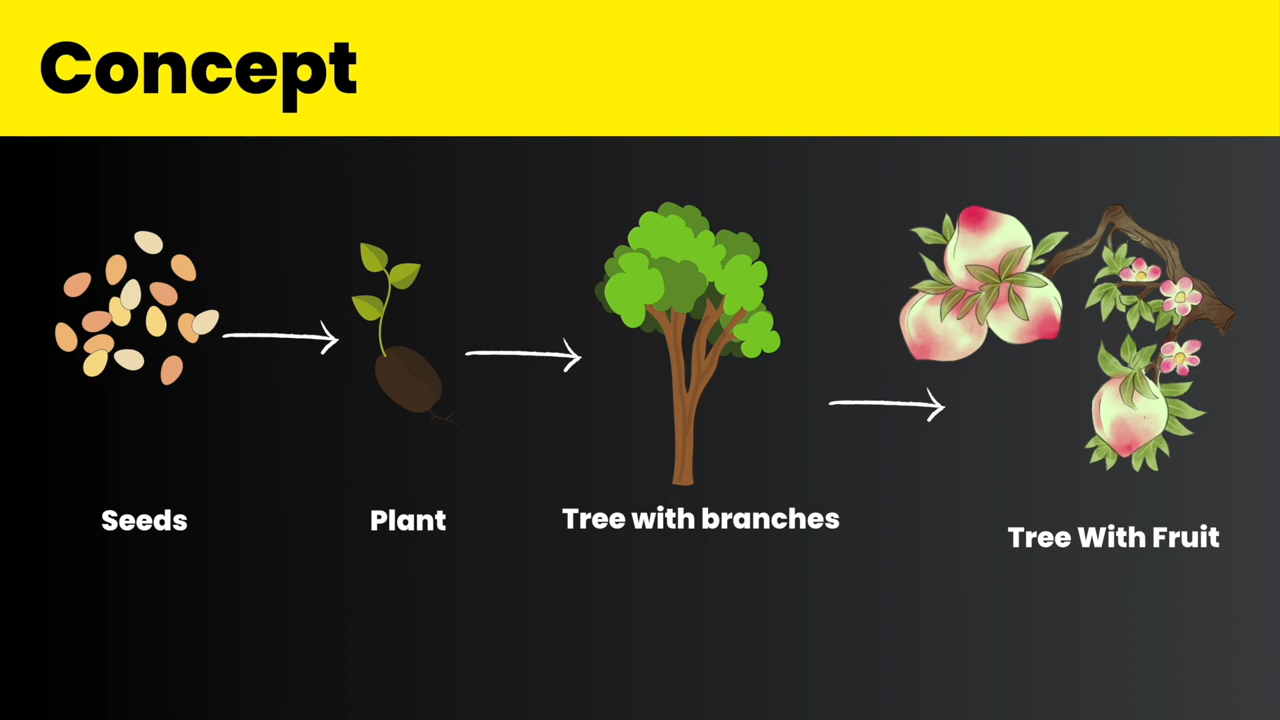 Concept
Seeds
Plant
Tree with branches
Tree With Fruit